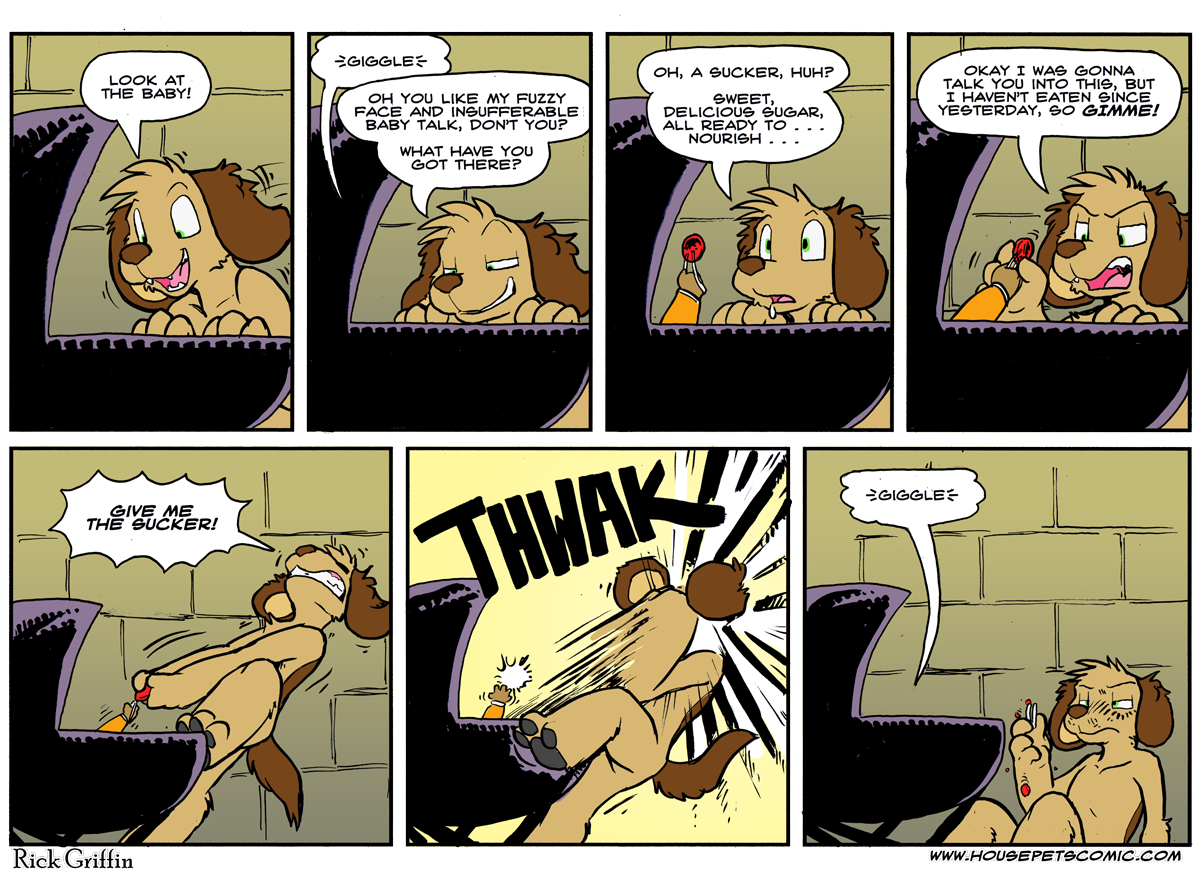 LOOK AT
THE BABY!
GIGGLE
OH YOU LIKE MY FUZZY
FACE AND INSUFFERABLE
BABY TALK, DON'T YOU?
WHAT HAVE YOU
GOT THERE?
OH, A SUCKER, HUH?
SWEET,
DELICIOUS SUGAR,
ALL READY TO . . .
NOURISH . . .
OKAY I WAS GONNA
TALK YOU INTO THIS, BUT
I HAVEN'T EATEN SINCE
YESTERDAY, SO GIMME!
GIVE ME
THE SUCKER!
THWAK
GIGGLE
Rick Griffin
WWW.HOUSEPETSCOMIC.COM